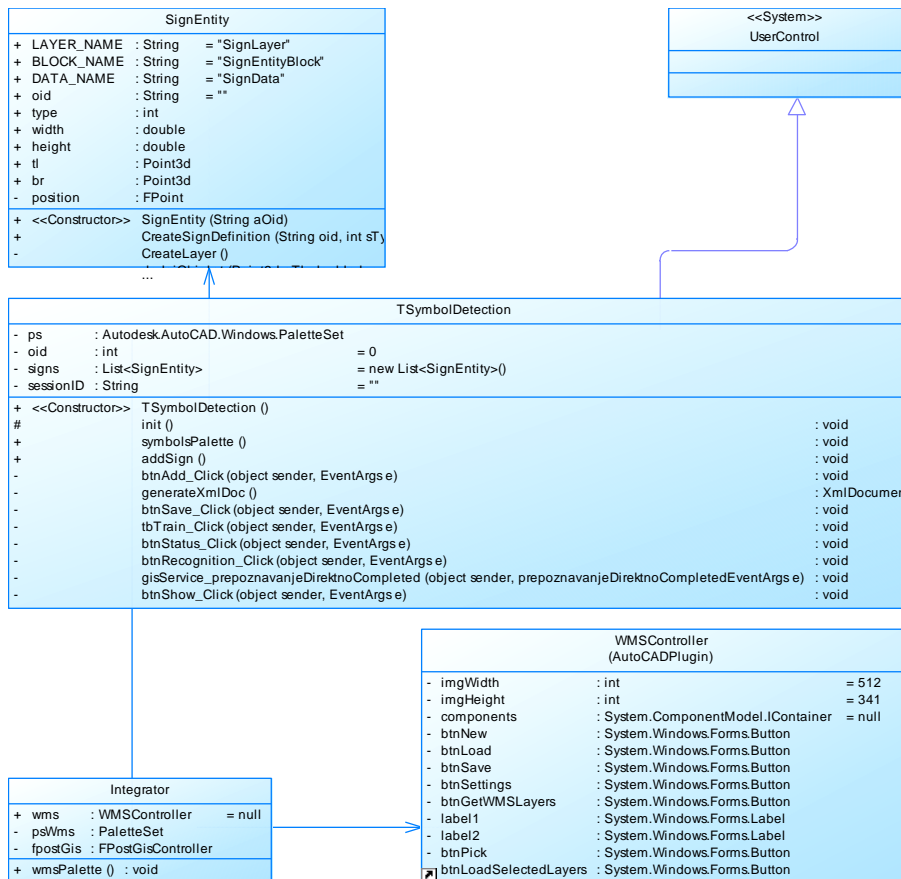 SignEntity
+ LAYER_NAME : String = "SignLayer"
+ BLOCK_NAME : String = "SignEntityBlock"
+ DATA_NAME : String = "SignData"
+ oid : String = ""
+ type : int
+ width : double
+ height : double
+ tl : Point3d
+ br : Point3d
- position : FPoint
+ <<Constructor>> SignEntity (String aOid)
+ CreateSignDefinition (String oid, int sTy
- CreateLayer ()
...
<<System>>
UserControl
TSymbolDetection
- ps : Autodesk.AutoCAD.Windows.PaletteSet
- oid : int = 0
- signs : List<SignEntity> = new List<SignEntity>()
- sessionID : String = ""
+ <<Constructor>> TSymbolDetection ()
# init () : void
+ symbolsPalette () : void
+ addSign () : void
- btnAdd_Click (object sender, EventArgs e) : void
- generateXmlDoc () : XmlDocumen
- btnSave_Click (object sender, EventArgs e) : void
- tbTrain_Click (object sender, EventArgs e) : void
- btnStatus_Click (object sender, EventArgs e) : void
- btnRecognition_Click (object sender, EventArgs e) : void
- gisService_prepoznavanjeDirektnoCompleted (object sender, prepoznavanjeDirektnoCompletedEventArgs e) : void
- btnShow_Click (object sender, EventArgs e) : void
WMSController
(AutoCADPlugin)
- imgWidth : int = 512
- imgHeight : int = 341
- components : System.ComponentModel.IContainer = null
- btnNew : System.Windows.Forms.Button
- btnLoad : System.Windows.Forms.Button
- btnSave : System.Windows.Forms.Button
- btnSettings : System.Windows.Forms.Button
- btnGetWMSLayers : System.Windows.Forms.Button
- label1 : System.Windows.Forms.Label
- label2 : System.Windows.Forms.Label
- btnPick : System.Windows.Forms.Button
btnLoadSelectedLayers : System.Windows.Forms.Button
Integrator
+ wms : WMSController = null
- psWms : PaletteSet
- fpostGis : FPostGisController
+ wmsPalette () : void